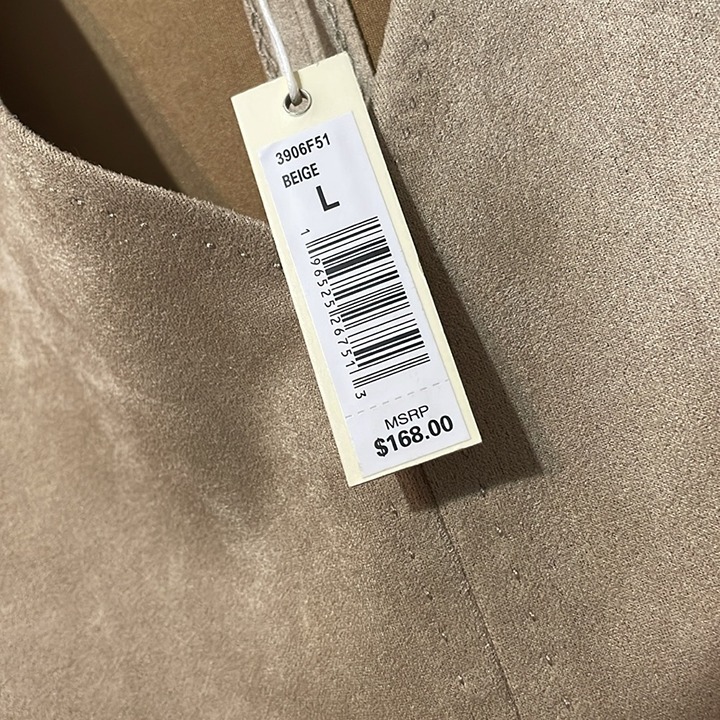 3906F51
BEIGE
L
1 96525 26751 3
MSRP
$168.00